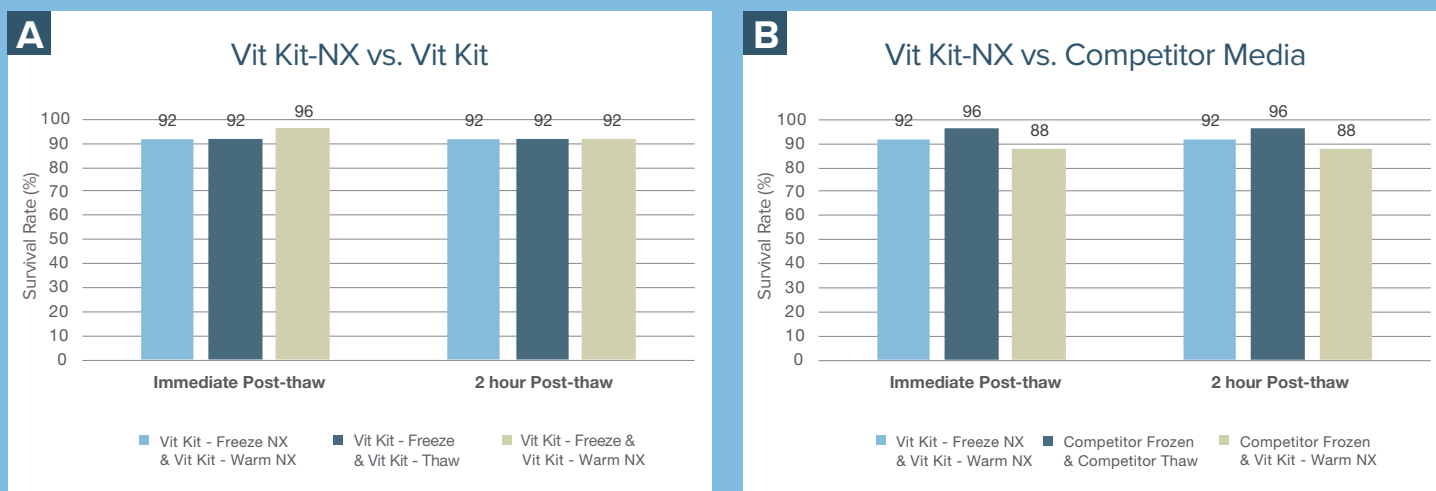 A
Vit Kit-NX vs. Vit Kit
Survival Rate (%)
100
90
80
70
60
50
40
30
20
10
0
92
92
96
92
92
92
Immediate Post-thaw
2 hour Post-thaw
Vit Kit - Freeze NX
& Vit Kit - Warm NX
Vit Kit - Freeze
& Vit Kit - Thaw
Vit Kit - Freeze &
Vit Kit - Warm NX
B
Vit Kit-NX vs. Competitor Media
Survival Rate (%)
100
90
80
70
60
50
40
30
20
10
0
92
96
88
92
96
88
Immediate Post-thaw
2 hour Post-thaw
Vit Kit - Freeze NX
& Vit Kit - Warm NX
Competitor Frozen
& Competitor Thaw
Competitor Frozen
& Vit Kit - Warm NX